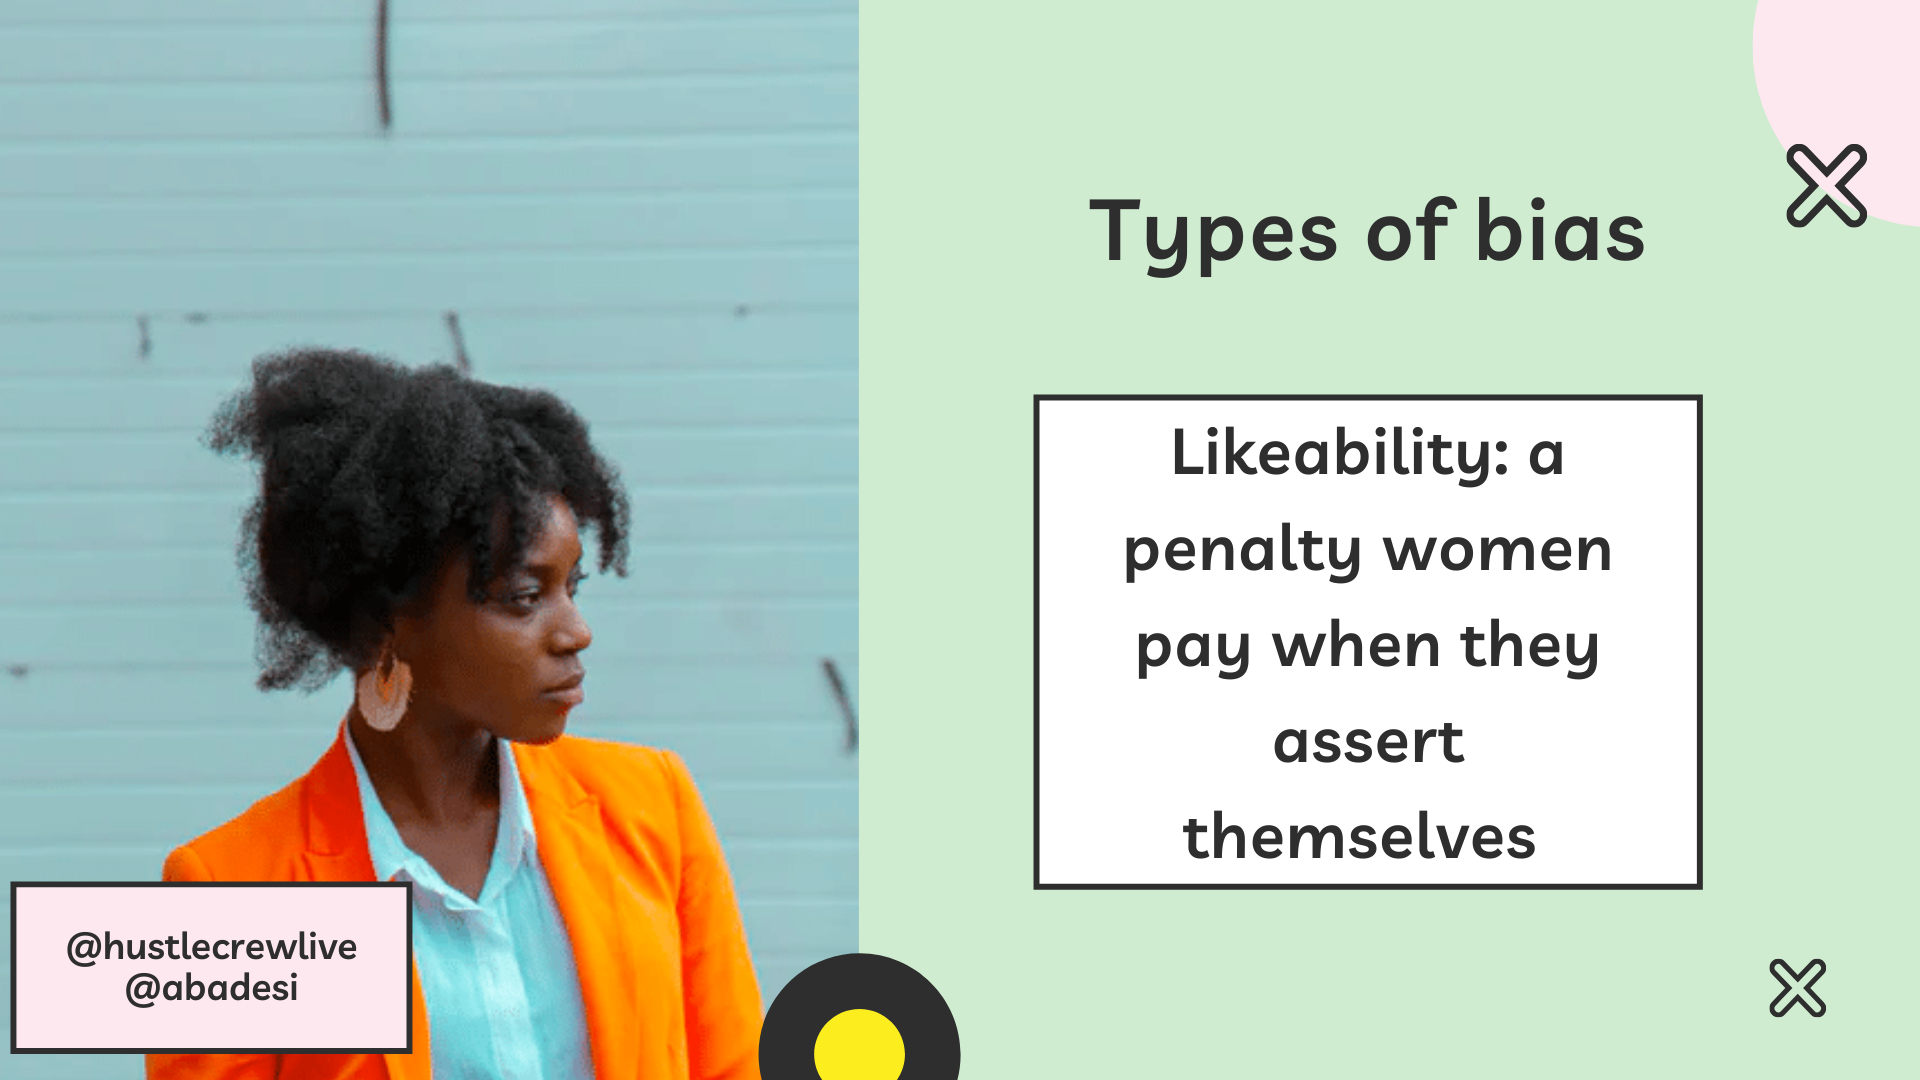 Types of bias
Likeability: a
penalty women
pay when they
assert
themselves
@hustlecrewlive
@abadesi